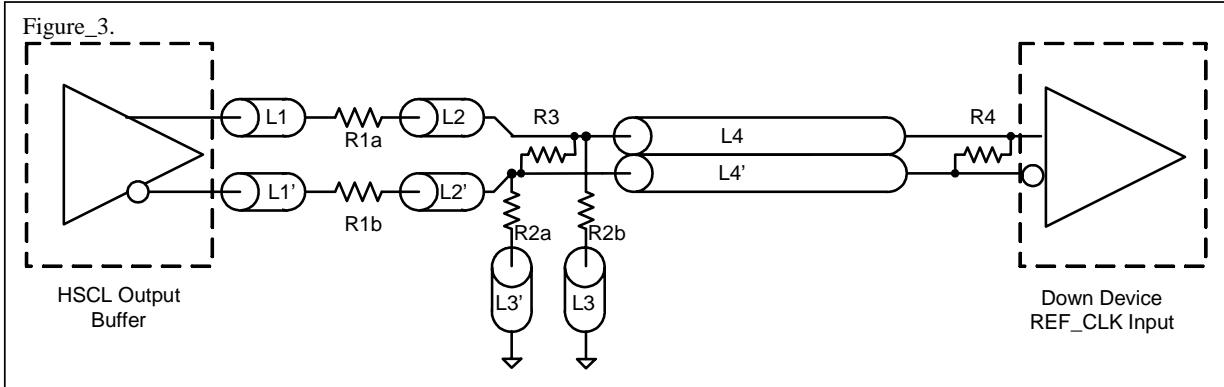 Figure_3.
L1
R1a
L2
R3
L4
R4
L1'
R1b
L2'
L4'
R2a
R2b
L3'
L3
HSCL Output
Buffer
Down Device
REF_CLK Input